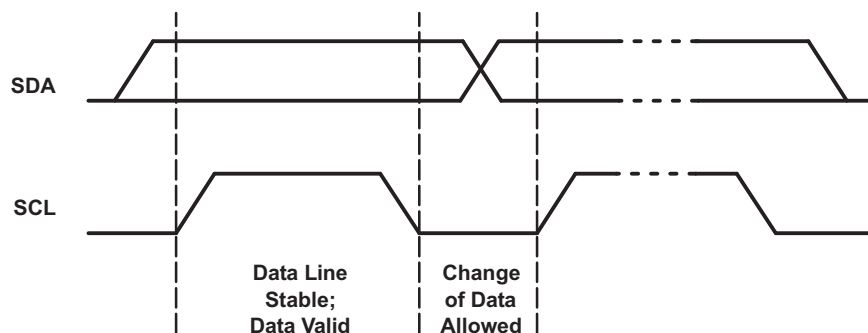 SDA
SCL
Data Line
Stable;
Data Valid
Change
of Data
Allowed